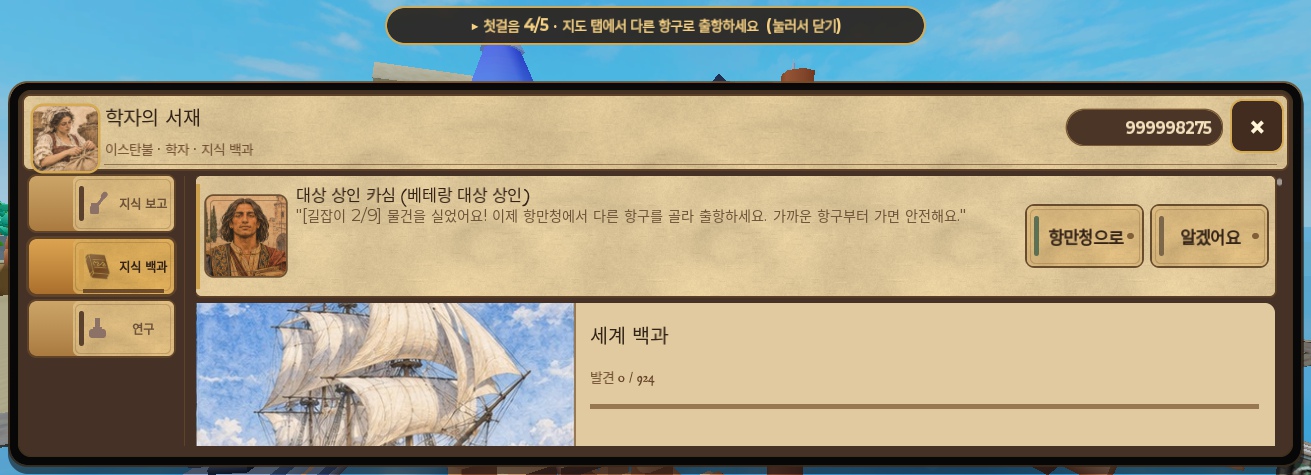 ▸ 첫걸음 4/5 · 지도 탭에서 다른 항구로 출항하세요 (눌러서 닫기)
학자의 서재
이스탄불 · 학자 · 지식 백과
999998275
×
지식 보고
지식 백과
연구
대상 상인 카심 (베테랑 대상 상인)
"[길잡이 2/9] 물건을 실었어요! 이제 항만청에서 다른 항구를 골라 출항하세요. 가까운 항구부터 가면 안전해요."
항만청으로
알겠어요
세계 백과
발견 0 / 924